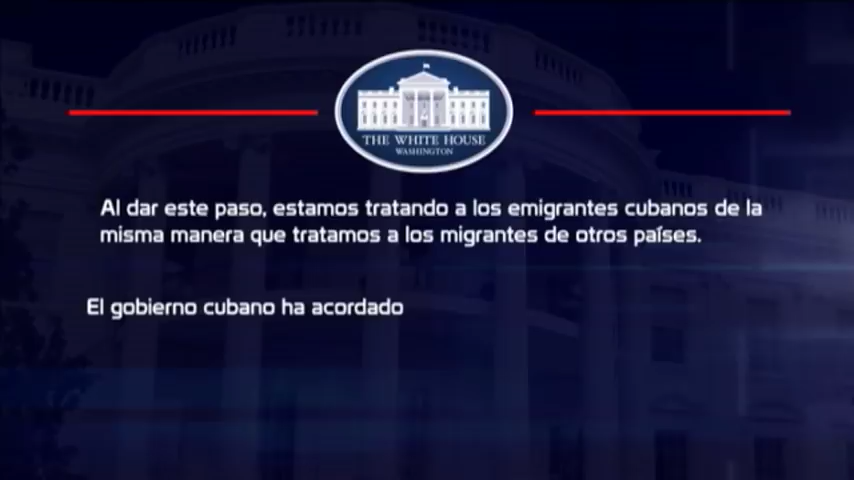 THE WHITE HOUSE
WASHINGTON
Al dar este paso, estamos tratando a los emigrantes cubanos de la
misma manera que tratamos a los migrantes de otros países.
El gobierno cubano ha acordado